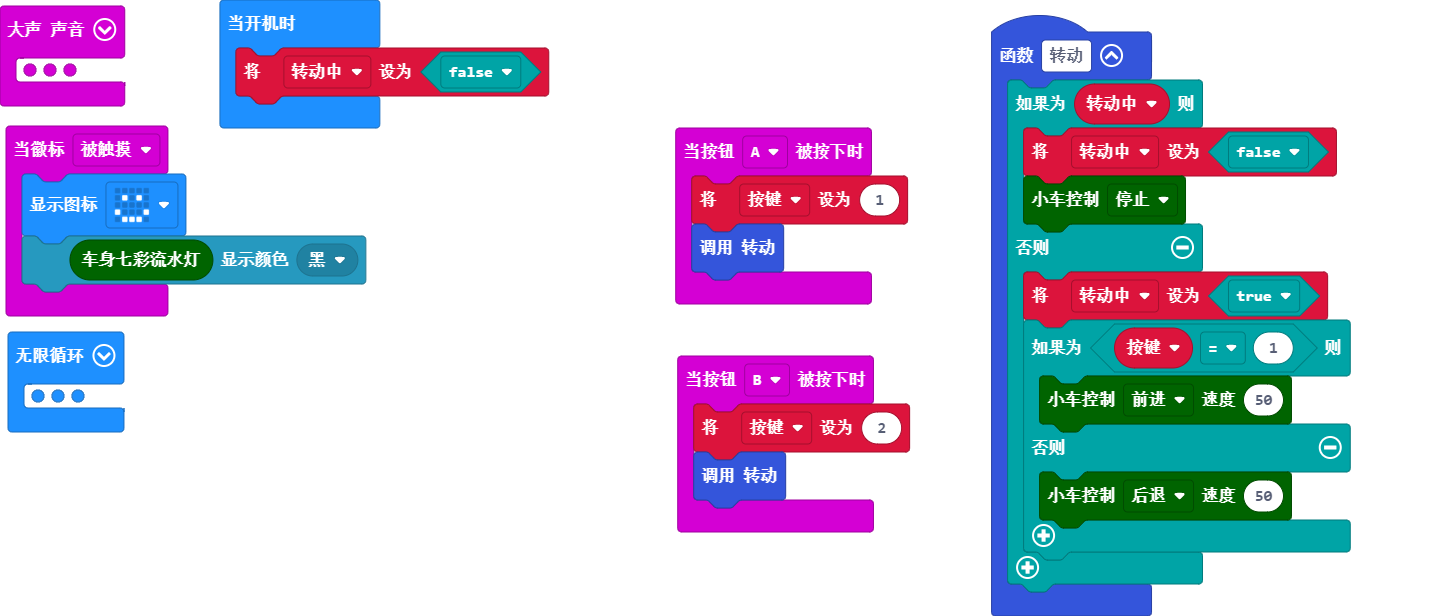 大声 声音
当徽标 被触摸
显示图标
车身七彩流水灯 显示颜色 黑
无限循环
当开机时
将 转动中 设为 false
当按钮 A 被按下时
将 按键 设为 1
调用 转动
当按钮 B 被按下时
将 按键 设为 2
调用 转动
函数 转动
如果为 转动中 则
将 转动中 设为 false
小车控制 停止
否则
将 转动中 设为 true
如果为 按键 = 1 则
小车控制 前进 速度 50
否则
小车控制 后退 速度 50